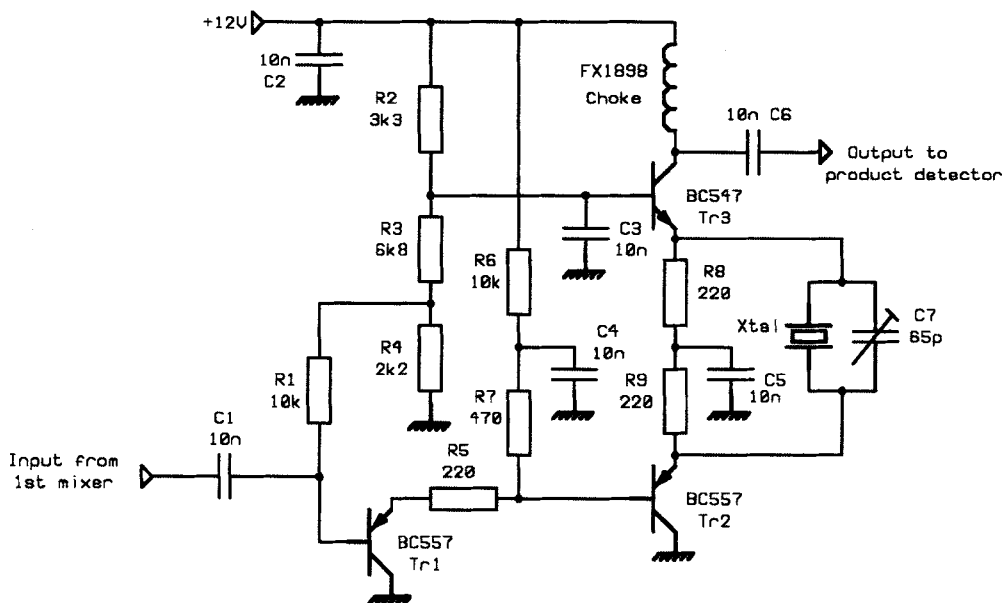 +12V
10n
C2
R2
3k3
FX1898
Choke
10n C6
Output to
product detector
BC547
Tr3
R3
6k8
C3
10n
R6
10k
R8
220
Xtal
C7
65p
R4
2k2
C4
10n
R1
10k
R7
470
R9
220
C5
10n
C1
10n
Input from
1st mixer
R5
220
BC557
Tr2
BC557
Tr1